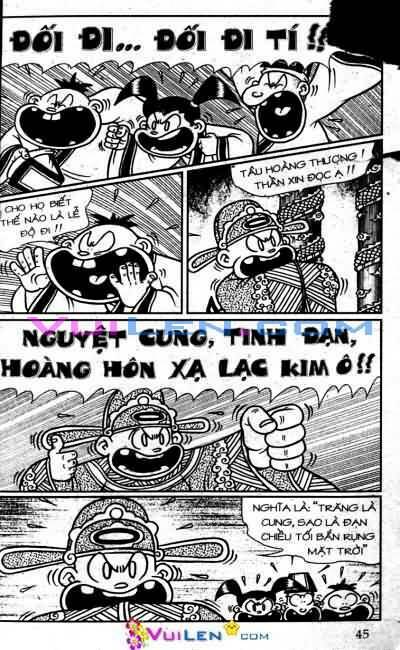 ĐỐI ĐI... ĐỐI ĐI TÍ!!
CHO HỌ BIẾT
THẾ NÀO LÀ LỄ
ĐỘ ĐI!!
TÂU HOÀNG THƯỢNG!
THẦN XIN ĐỌC Ạ!!
VUILEN.COM
NGUYỆT CUNG, TINH ĐẠN,
HOÀNG HÔN XẠ LẠC KIM Ô!!
NGHĨA LÀ: "TRĂNG LÀ
CUNG, SAO LÀ ĐẠN
CHIỀU TỐI BẮN RỤNG
MẶT TRỜI"
45
VUILEN.COM